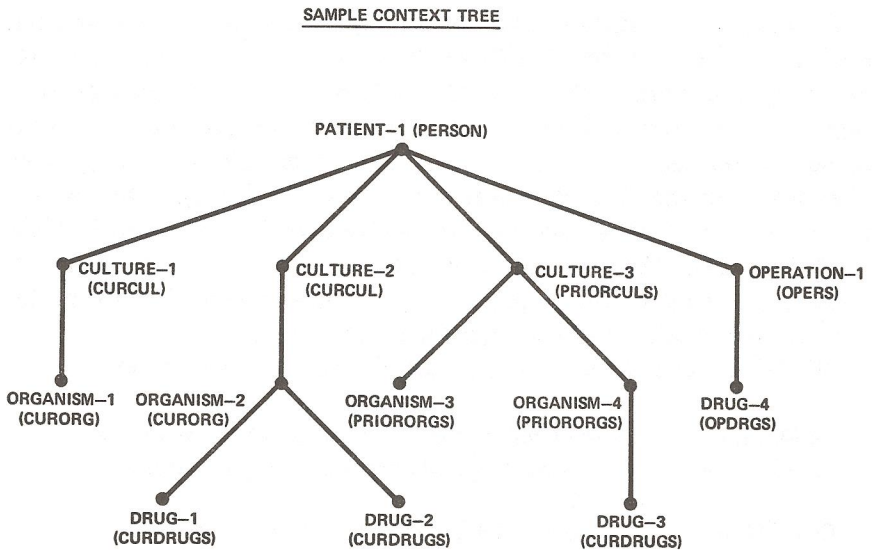 SAMPLE CONTEXT TREE
PATIENT–1 (PERSON)
CULTURE–1
(CURCUL)
CULTURE–2
(CURCUL)
CULTURE–3
(PRIORCULS)
OPERATION–1
(OPERS)
ORGANISM–1
(CURORG)
ORGANISM–2
(CURORG)
ORGANISM–3
(PRIORORGS)
ORGANISM–4
(PRIORORGS)
DRUG–4
(OPDRGS)
DRUG–1
(CURDRUGS)
DRUG–2
(CURDRUGS)
DRUG–3
(CURDRUGS)